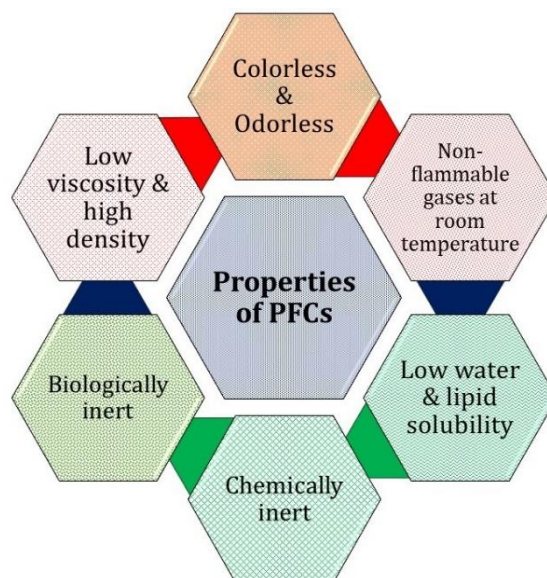 Colorless
&
Odorless
Non-
flammable
gases at
room
temperature
Low water
& lipid
solubility
Chemically
inert
Biologically
inert
Low
viscosity &
high
density
Properties
of PFCs